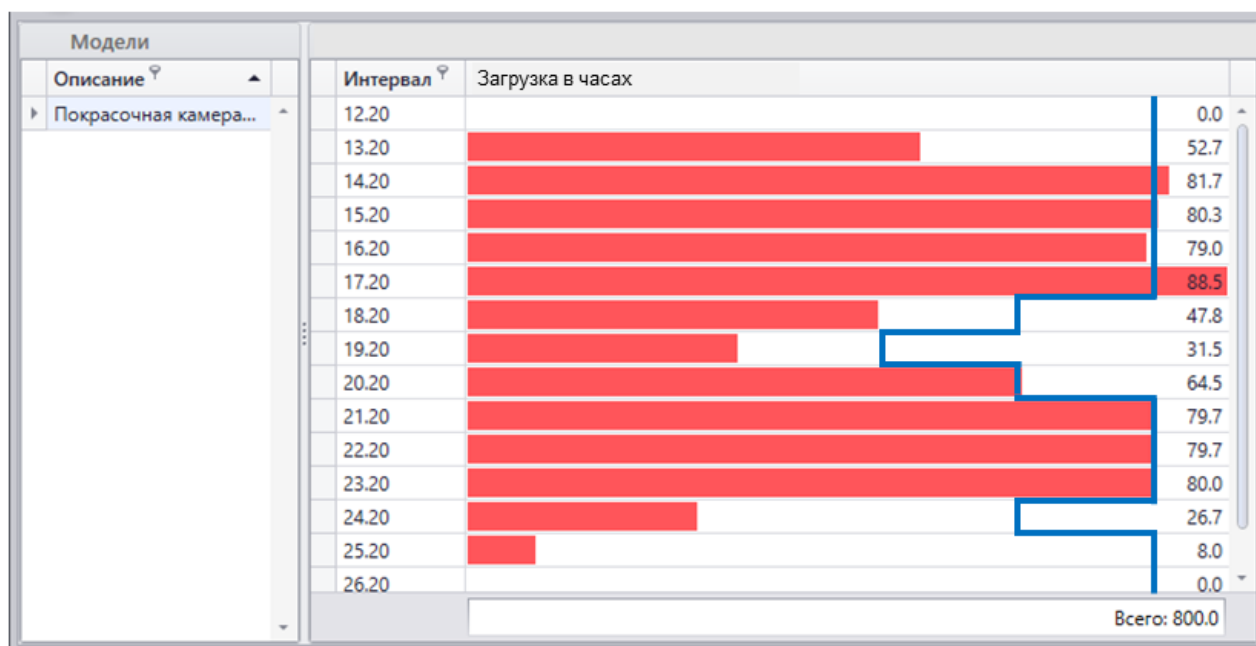 Модели
Описание
Интервал Загрузка в часах
Покрасочная камера... 12.20 0.0
13.20 52.7
14.20 81.7
15.20 80.3
16.20 79.0
17.20 88.5
18.20 47.8
19.20 31.5
20.20 64.5
21.20 79.7
22.20 79.7
23.20 80.0
24.20 26.7
25.20 8.0
26.20 0.0
Всего: 800.0